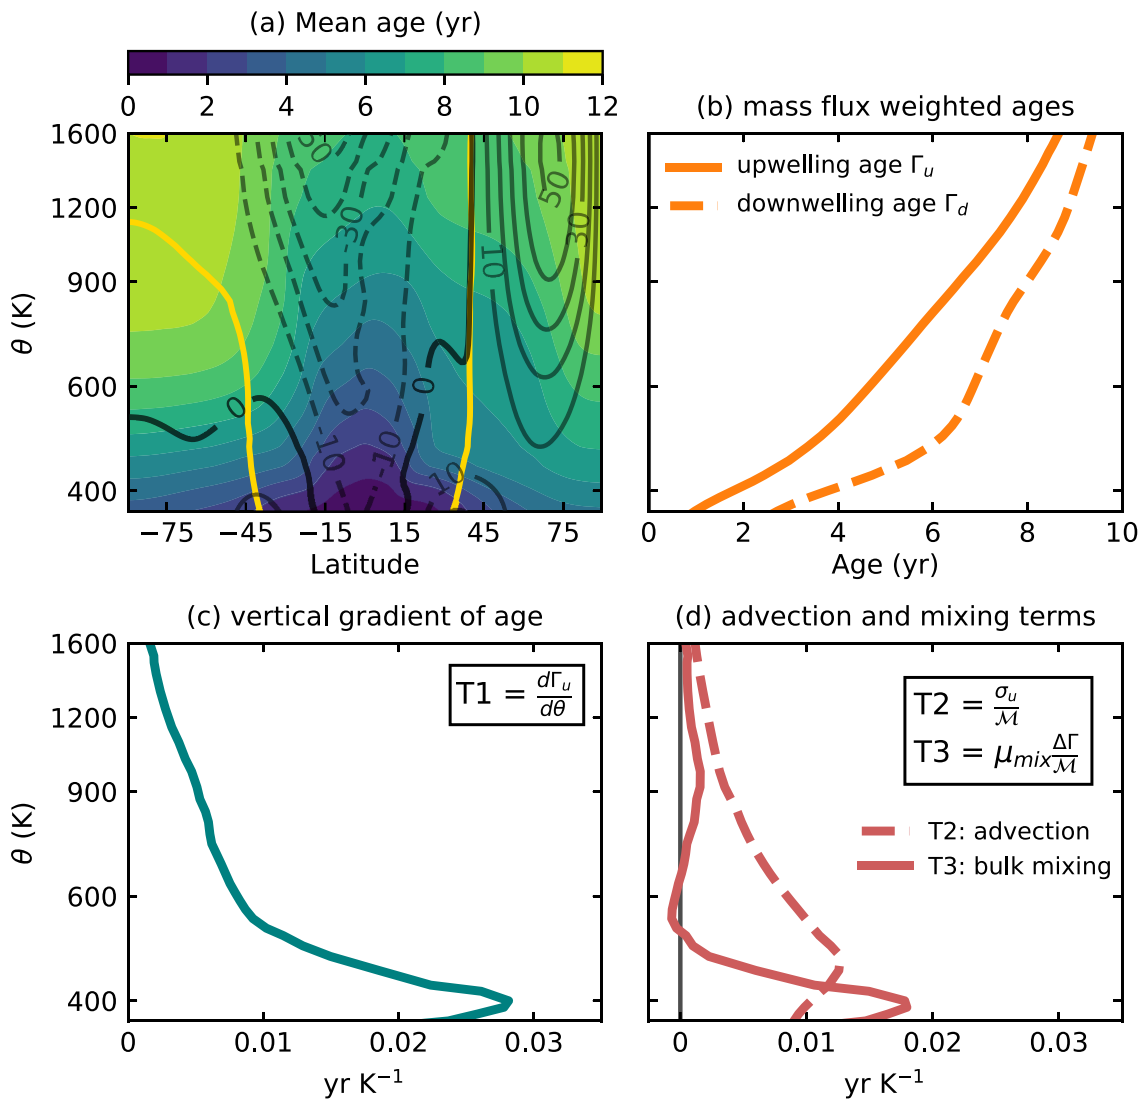 (a) Mean age (yr)
0 2 4 6 8 10 12
1600
1200
900
600
400
θ (K)
−75 −45 −15 15 45 75
Latitude
-30
50
30
10
0
0
-10
-10
0
10
(b) mass flux weighted ages
upwelling age Γu
downwelling age Γd
0 2 4 6 8 10
Age (yr)
(c) vertical gradient of age
1600
1200
900
600
400
θ (K)
T1 = dΓu/dθ
0 0.01 0.02 0.03
yr K⁻¹
(d) advection and mixing terms
T2 = σu/ℳ
T3 = μmix ΔΓ/ℳ
T2: advection
T3: bulk mixing
0 0.01 0.02 0.03
yr K⁻¹